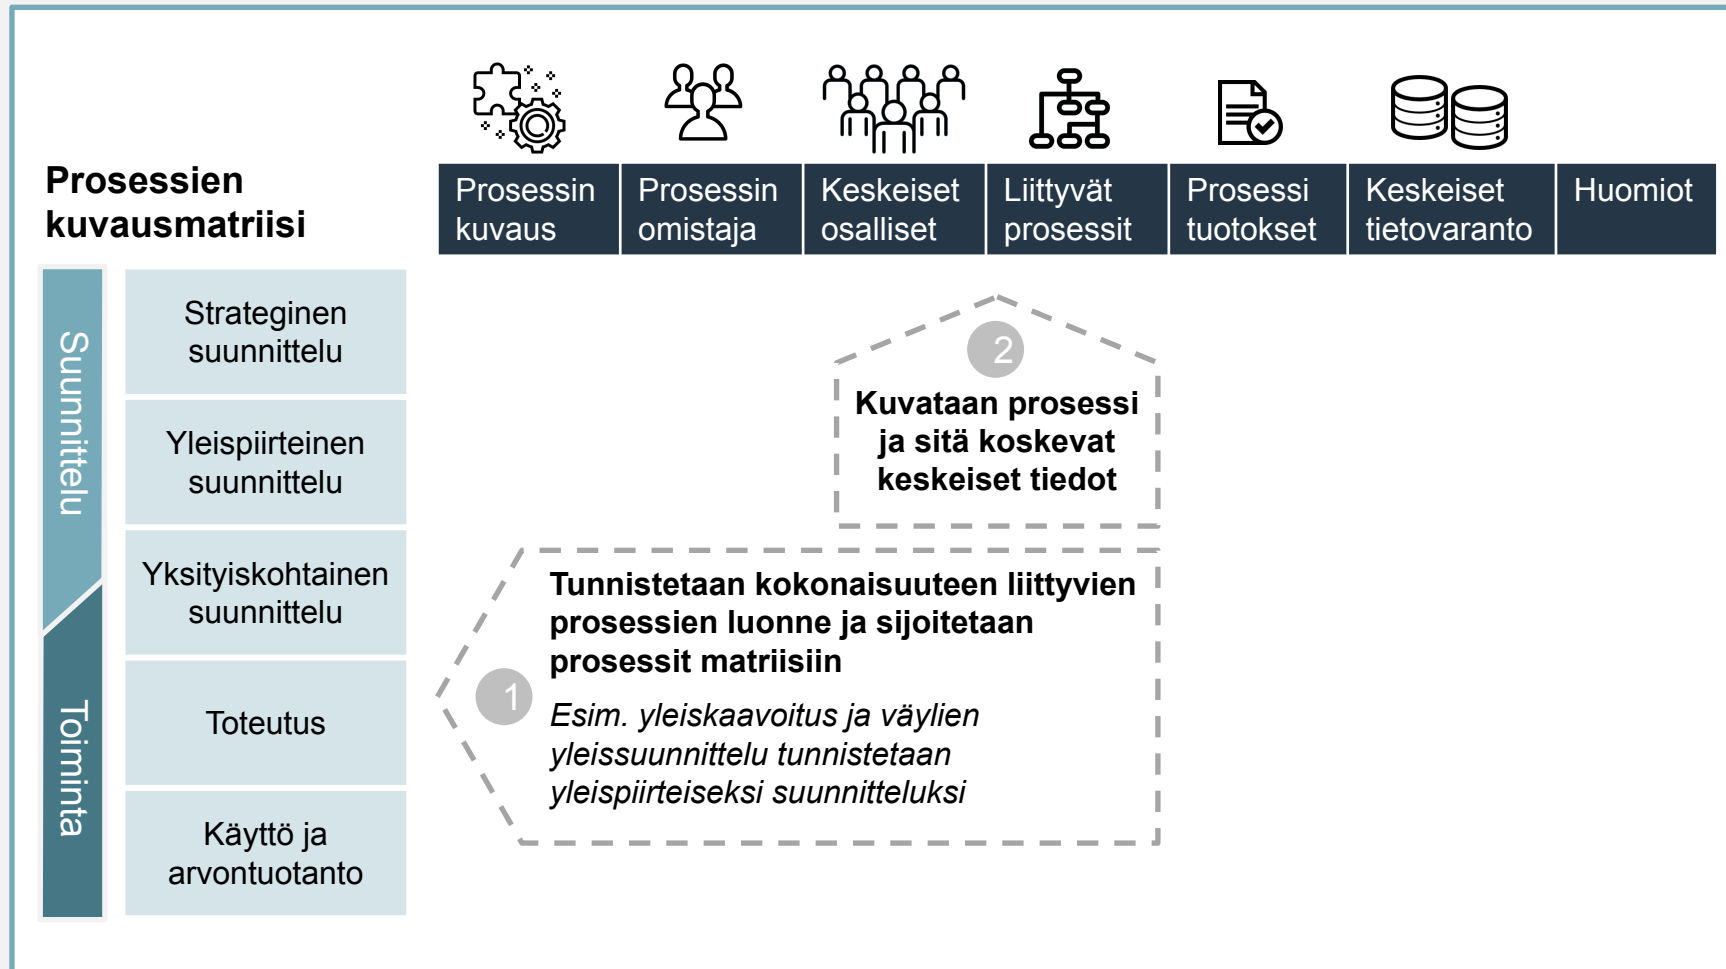 Prosessien
kuvausmatriisi
Prosessin
kuvaus
Prosessin
omistaja
Keskeiset
osalliset
Liittyvät
prosessit
Prosessi
tuotokset
Keskeiset
tietovaranto
Huomiot
Suunnittelu
Toiminta
Strateginen
suunnittelu
Yleispiirteinen
suunnittelu
Yksityiskohtainen
suunnittelu
Toteutus
Käyttö ja
arvontuotanto
2
Kuvataan prosessi
ja sitä koskevat
keskeiset tiedot
1
Tunnistetaan kokonaisuuteen liittyvien
prosessien luonne ja sijoitetaan
prosessit matriisiin
Esim. yleiskaavoitus ja väylien
yleissuunnittelu tunnistetaan
yleispiirteiseksi suunnitteluksi